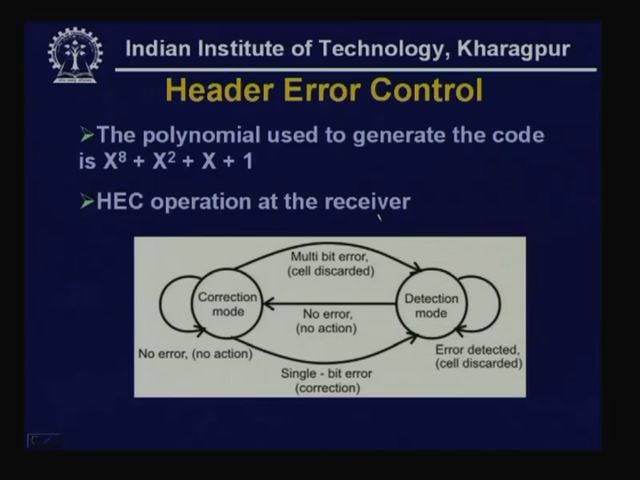 Indian Institute of Technology, Kharagpur
Header Error Control
➢The polynomial used to generate the code
is X⁸ + X² + X + 1
➢HEC operation at the receiver
Multi bit error,
(cell discarded)
Correction
mode
Detection
mode
No error,
(no action)
No error, (no action)
Error detected,
(cell discarded)
Single - bit error
(correction)